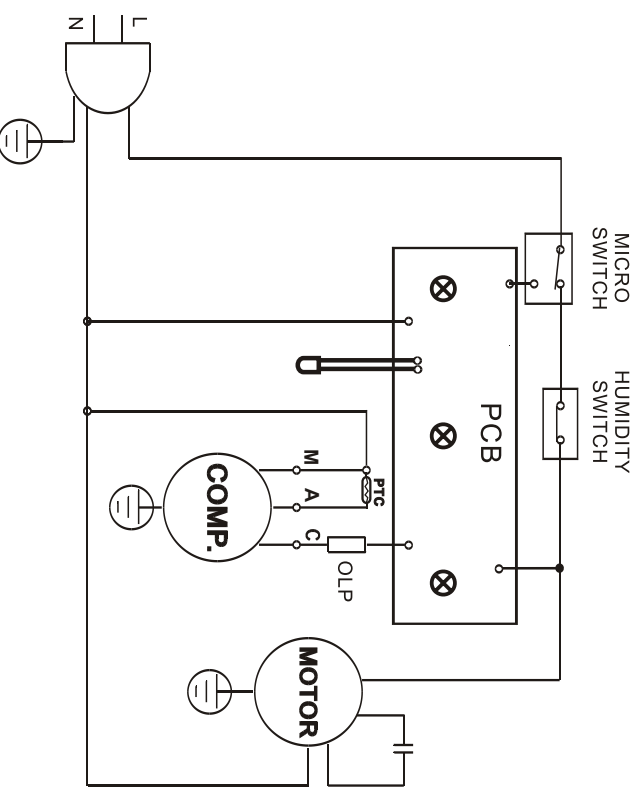 N
L
MICRO
SWITCH
HUMIDITY
SWITCH
PCB
M
A
C
PTC
COMP.
OLP
MOTOR